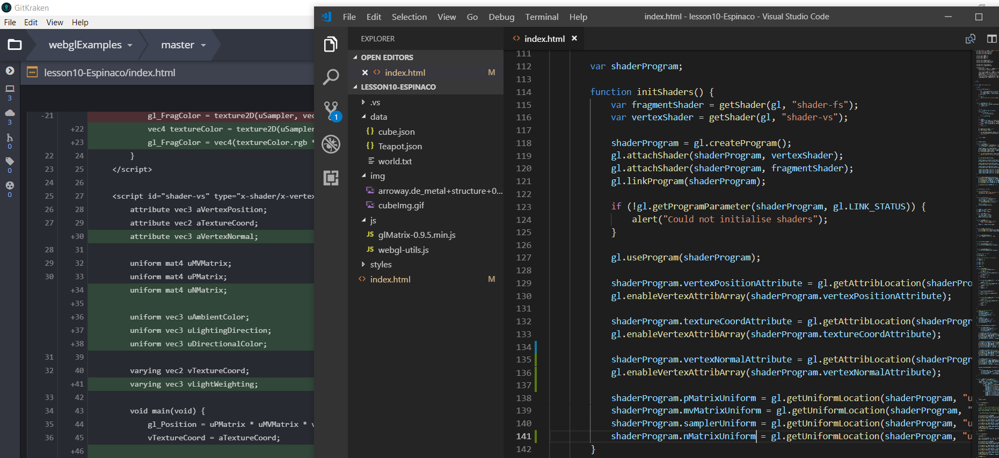 GitKraken
File Edit View Help
webglExamples master
lesson10-Espinaco/index.html
3
3
0
0
0
-21 gl_FragColor = texture2D(uSampler, vec
+22 vec4 textureColor = texture2D(uSampler
+23 gl_FragColor = vec4(textureColor.rgb *
22 24 }
23 25 </script>
24 26
25 27 <script id="shader-vs" type="x-shader/x-vertex
26 28 attribute vec3 aVertexPosition;
27 29 attribute vec2 aTextureCoord;
+30 attribute vec3 aVertexNormal;
28 31
29 32 uniform mat4 uMVMatrix;
30 33 uniform mat4 uPMatrix;
+34 uniform mat4 uNMatrix;
+35
+36 uniform vec3 uAmbientColor;
+37 uniform vec3 uLightingDirection;
+38 uniform vec3 uDirectionalColor;
31 39
32 40 varying vec2 vTextureCoord;
+41 varying vec3 vLightWeighting;
33 42
34 43 void main(void) {
35 44 gl_Position = uPMatrix * uMVMatrix * v
36 45 vTextureCoord = aTextureCoord;
+46
File Edit Selection View Go Debug Terminal Help
index.html - lesson10-Espinaco - Visual Studio Code
1
EXPLORER
OPEN EDITORS
index.html M
LESSON10-ESPINACO
.vs
data
{} cube.json
{} Teapot.json
world.txt
img
arroway.de_metal+structure+0...
cubeImg.gif
js
JS glMatrix-0.9.5.min.js
JS webgl-utils.js
styles
index.html M
index.html
111
112 var shaderProgram;
113
114 function initShaders() {
115 var fragmentShader = getShader(gl, "shader-fs");
116 var vertexShader = getShader(gl, "shader-vs");
117
118 shaderProgram = gl.createProgram();
119 gl.attachShader(shaderProgram, vertexShader);
120 gl.attachShader(shaderProgram, fragmentShader);
121 gl.linkProgram(shaderProgram);
122
123 if (!gl.getProgramParameter(shaderProgram, gl.LINK_STATUS)) {
124 alert("Could not initialise shaders");
125 }
126
127 gl.useProgram(shaderProgram);
128
129 shaderProgram.vertexPositionAttribute = gl.getAttribLocation(shaderPro
130 gl.enableVertexAttribArray(shaderProgram.vertexPositionAttribute);
131
132 shaderProgram.textureCoordAttribute = gl.getAttribLocation(shaderProgr
133 gl.enableVertexAttribArray(shaderProgram.textureCoordAttribute);
134
135 shaderProgram.vertexNormalAttribute = gl.getAttribLocation(shaderProgr
136 gl.enableVertexAttribArray(shaderProgram.vertexNormalAttribute);
137
138 shaderProgram.pMatrixUniform = gl.getUniformLocation(shaderProgram, "u
139 shaderProgram.mvMatrixUniform = gl.getUniformLocation(shaderProgram, "
140 shaderProgram.samplerUniform = gl.getUniformLocation(shaderProgram, "u
141 shaderProgram.nMatrixUniform = gl.getUniformLocation(shaderProgram, "u
142 }